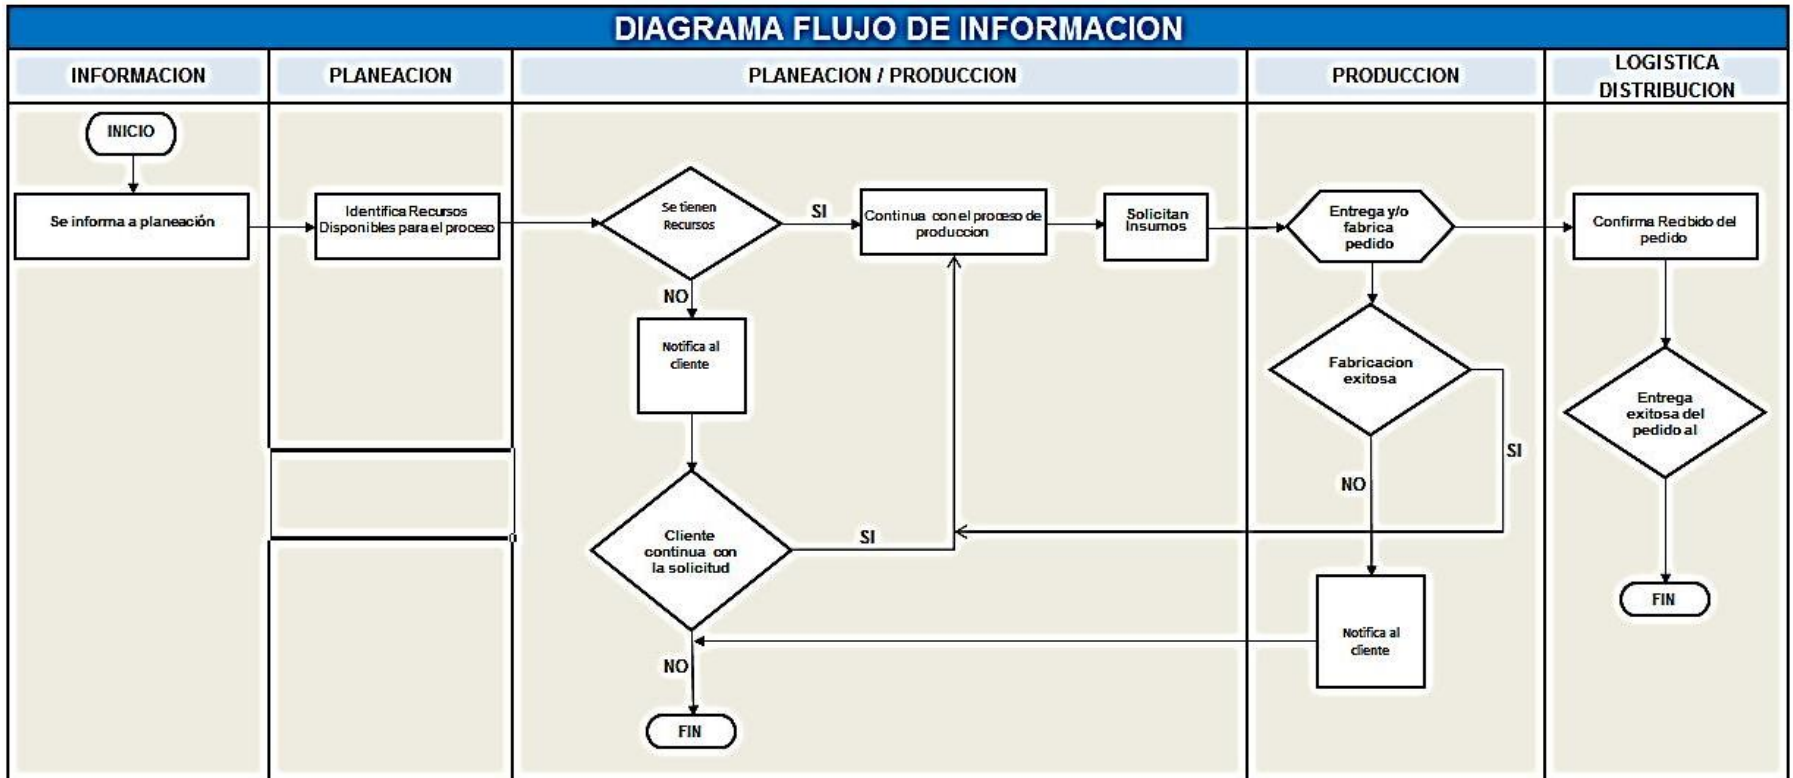 DIAGRAMA FLUJO DE INFORMACION
INFORMACION
PLANEACION
PLANEACION / PRODUCCION
PRODUCCION
LOGISTICA
DISTRIBUCION
INICIO
Se informa a planeación
Identifica Recursos
Disponibles para el proceso
Se tienen
Recursos
SI
Continua con el proceso de
produccion
Solicitan
Insumos
Entrega y/o
fabrica
pedido
Confirma Recibido del
pedido
NO
Notifica al
cliente
Fabricacion
exitosa
Entrega
exitosa del
pedido al
SI
NO
Cliente
continua con
la solicitud
SI
NO
FIN
Notifica al
cliente
FIN